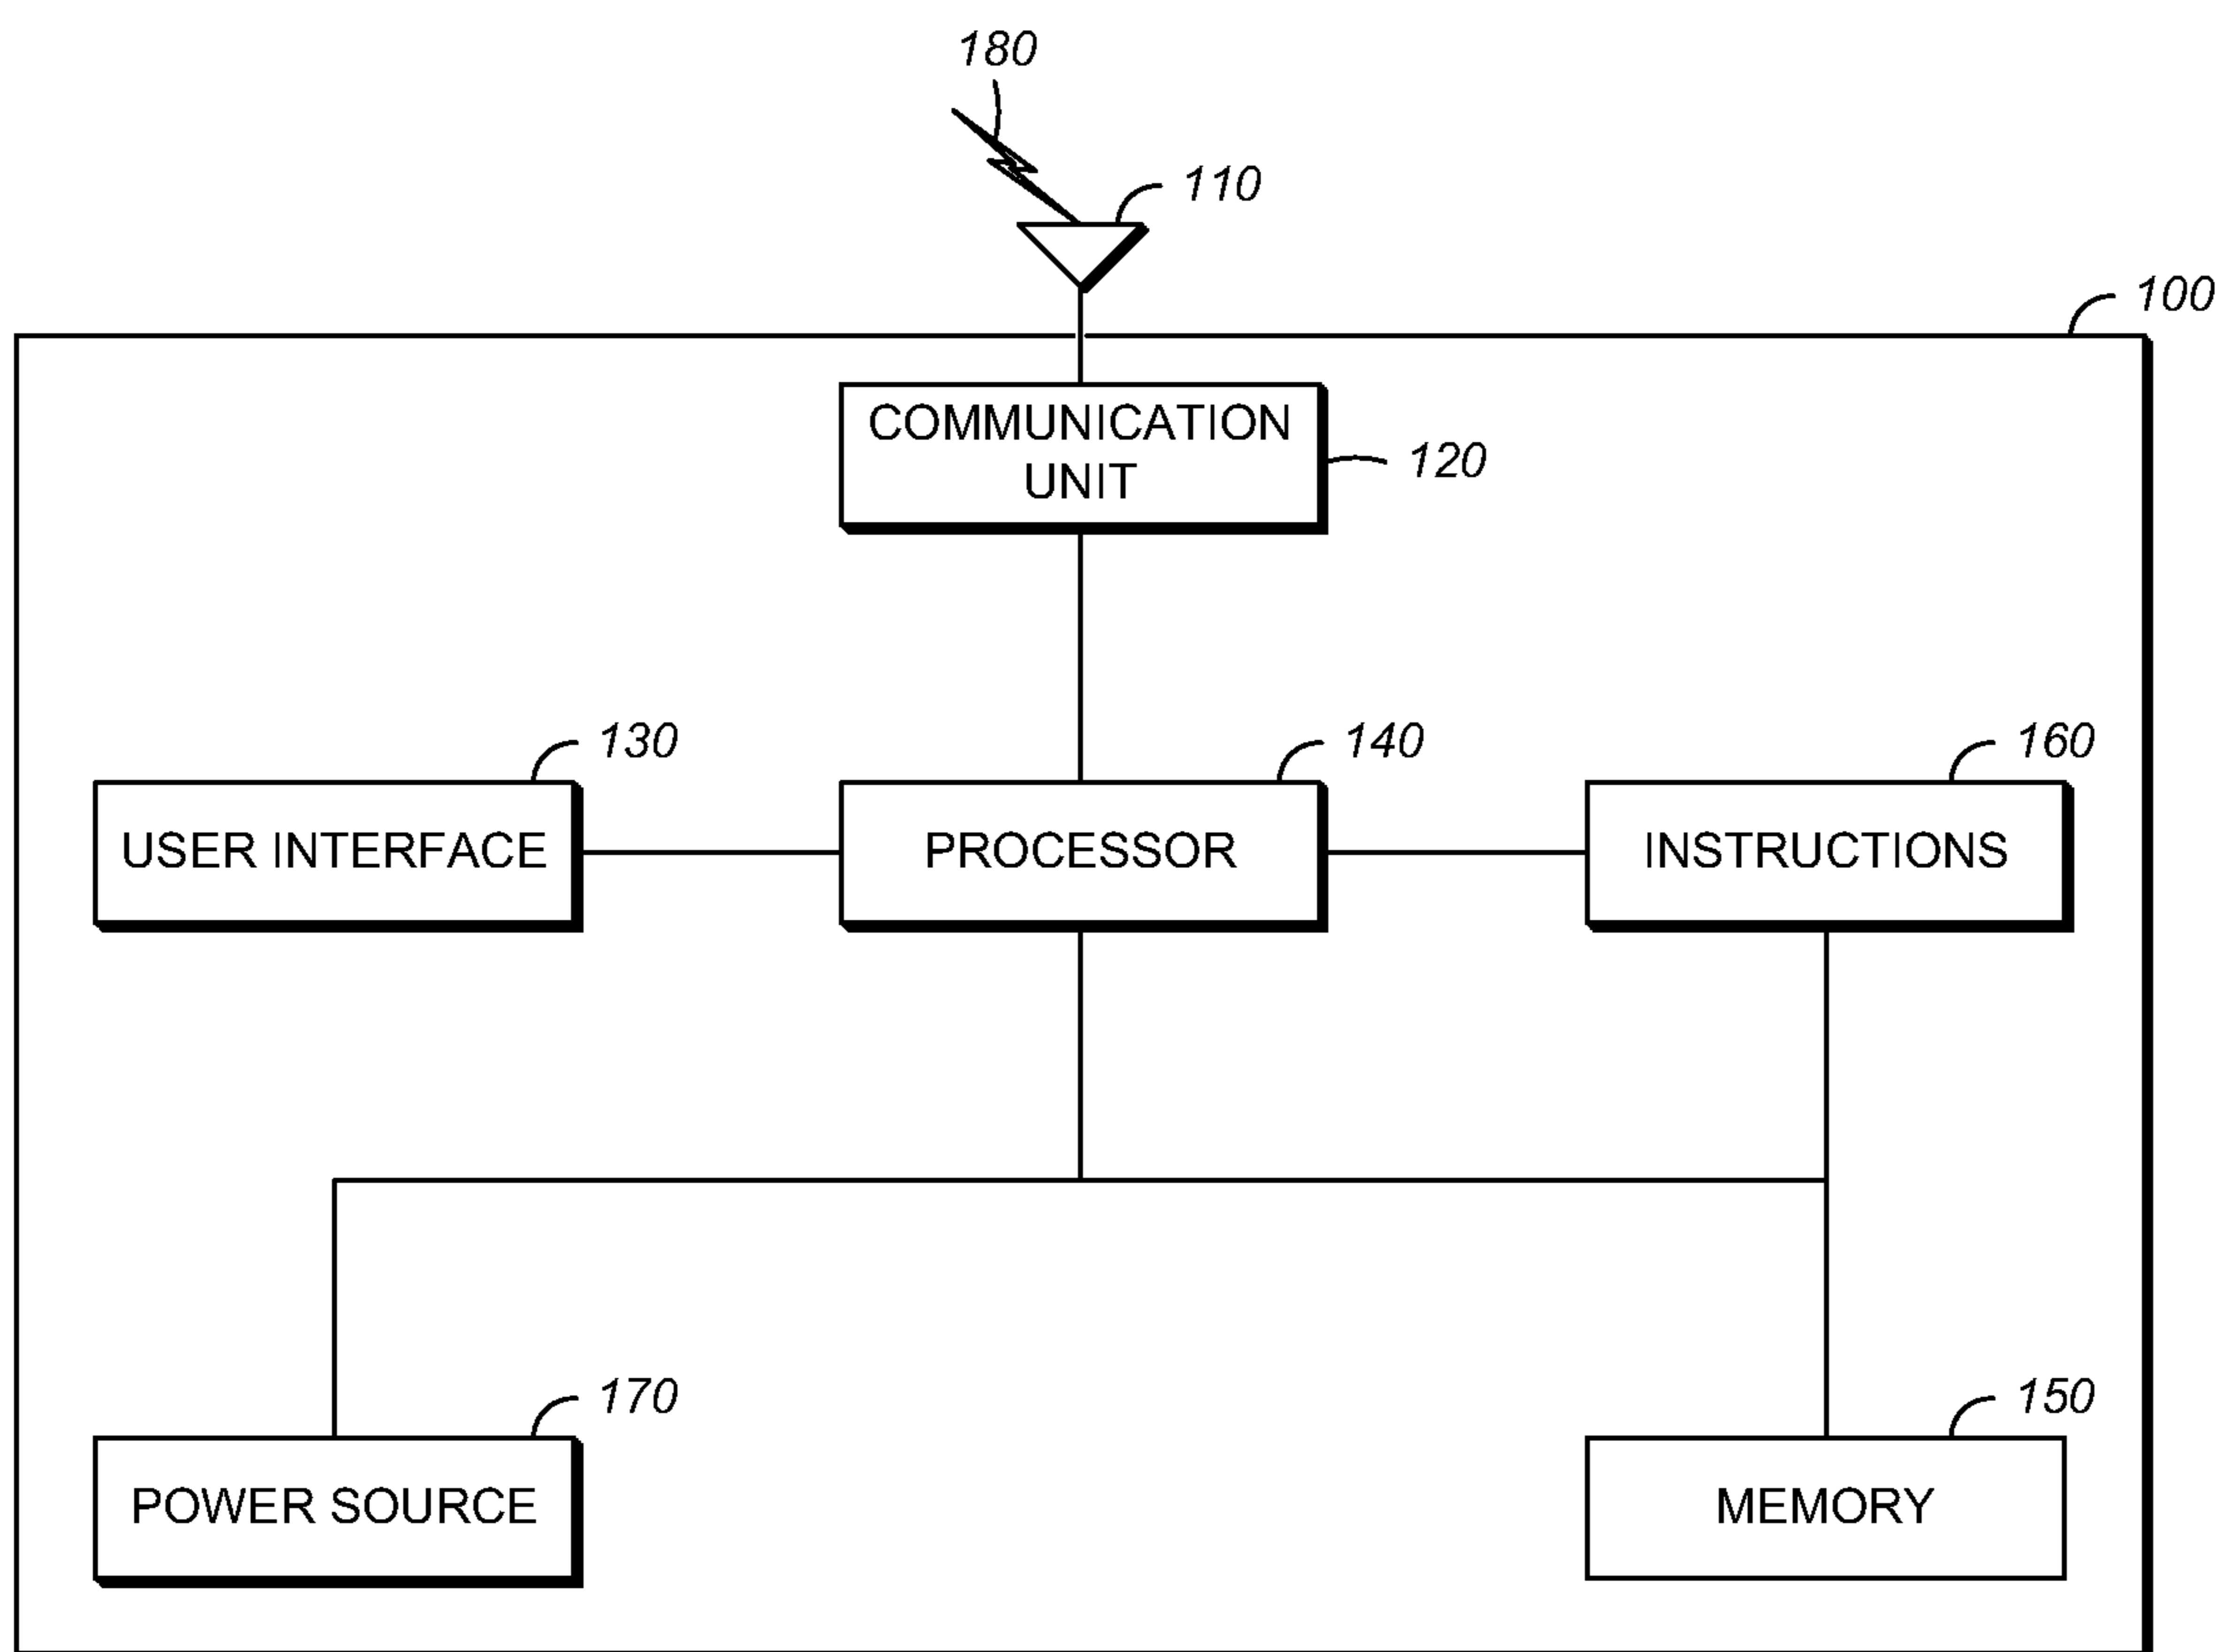 180
110
100
COMMUNICATION
UNIT
120
130
140
160
USER INTERFACE
PROCESSOR
INSTRUCTIONS
170
150
POWER SOURCE
MEMORY